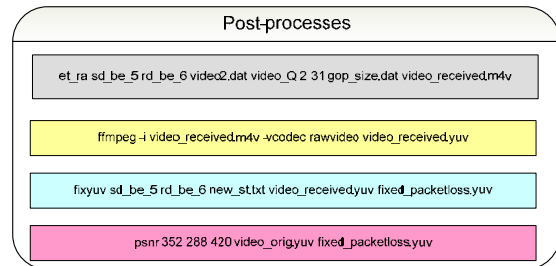 Post-processes
et_ra sd_be_5 rd_be_6 video2.dat video_Q 2 31 gop_size.dat video_received.m4v
ffmpeg -i video_received.m4v -vcodec rawvideo video_received.yuv
fixyuv sd_be_5 rd_be_6 new_st.txt video_received.yuv fixed_packetloss.yuv
psnr 352 288 420 video_orig.yuv fixed_packetloss.yuv